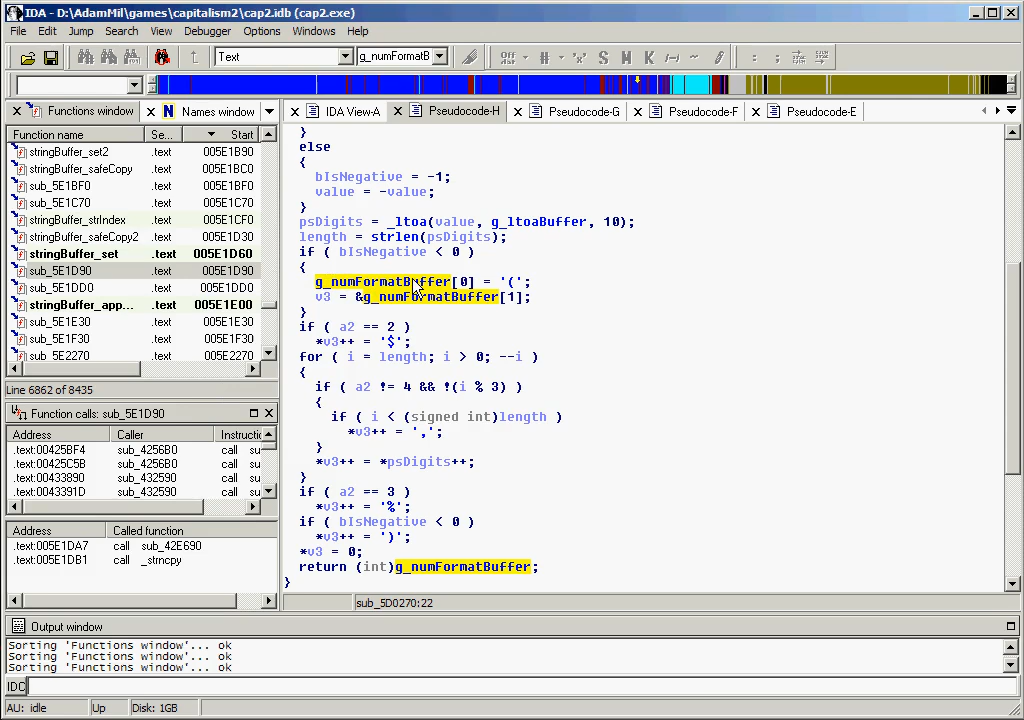 IDA - D:\AdamMil\games\capitalism2\cap2.idb (cap2.exe)
File Edit Jump Search View Debugger Options Windows Help
Text g_numFormatB
Functions window Names window IDA View-A Pseudocode-H Pseudocode-G Pseudocode-F Pseudocode-E
Function name Se... Start
stringBuffer_set2 .text 005E1B90
stringBuffer_safeCopy .text 005E1BC0
sub_5E1BF0 .text 005E1BF0
sub_5E1C70 .text 005E1C70
stringBuffer_strIndex .text 005E1CF0
stringBuffer_safeCopy2 .text 005E1D30
stringBuffer_set .text 005E1D60
sub_5E1D90 .text 005E1D90
sub_5E1DD0 .text 005E1DD0
stringBuffer_app... .text 005E1E00
sub_5E1E30 .text 005E1E30
sub_5E1F30 .text 005E1F30
sub_5E2270 .text 005E2270
Line 6862 of 8435
Function calls: sub_5E1D90
Address Caller Instructic
.text:00425BF4 sub_4256B0 call su
.text:00425C5B sub_4256B0 call su
.text:00433890 sub_432590 call su
.text:0043391D sub_432590 call su
Address Called function
.text:005E1DA7 call sub_42E690
.text:005E1DB1 call _strncpy
}
else
{
bIsNegative = -1;
value = -value;
}
psDigits = _ltoa(value, g_ltoaBuffer, 10);
length = strlen(psDigits);
if ( bIsNegative < 0 )
{
g_numFormatBuffer[0] = '(';
v3 = &g_numFormatBuffer[1];
}
if ( a2 == 2 )
*v3++ = '$';
for ( i = length; i > 0; --i )
{
if ( a2 != 4 && !(i % 3) )
{
if ( i < (signed int)length )
*v3++ = ',';
}
*v3++ = *psDigits++;
}
if ( a2 == 3 )
*v3++ = '%';
if ( bIsNegative < 0 )
*v3++ = ')';
*v3 = 0;
return (int)g_numFormatBuffer;
}
sub_5D0270:22
Output window
Sorting 'Functions window'... ok
Sorting 'Functions window'... ok
Sorting 'Functions window'... ok
IDC
AU: idle Up Disk: 1GB